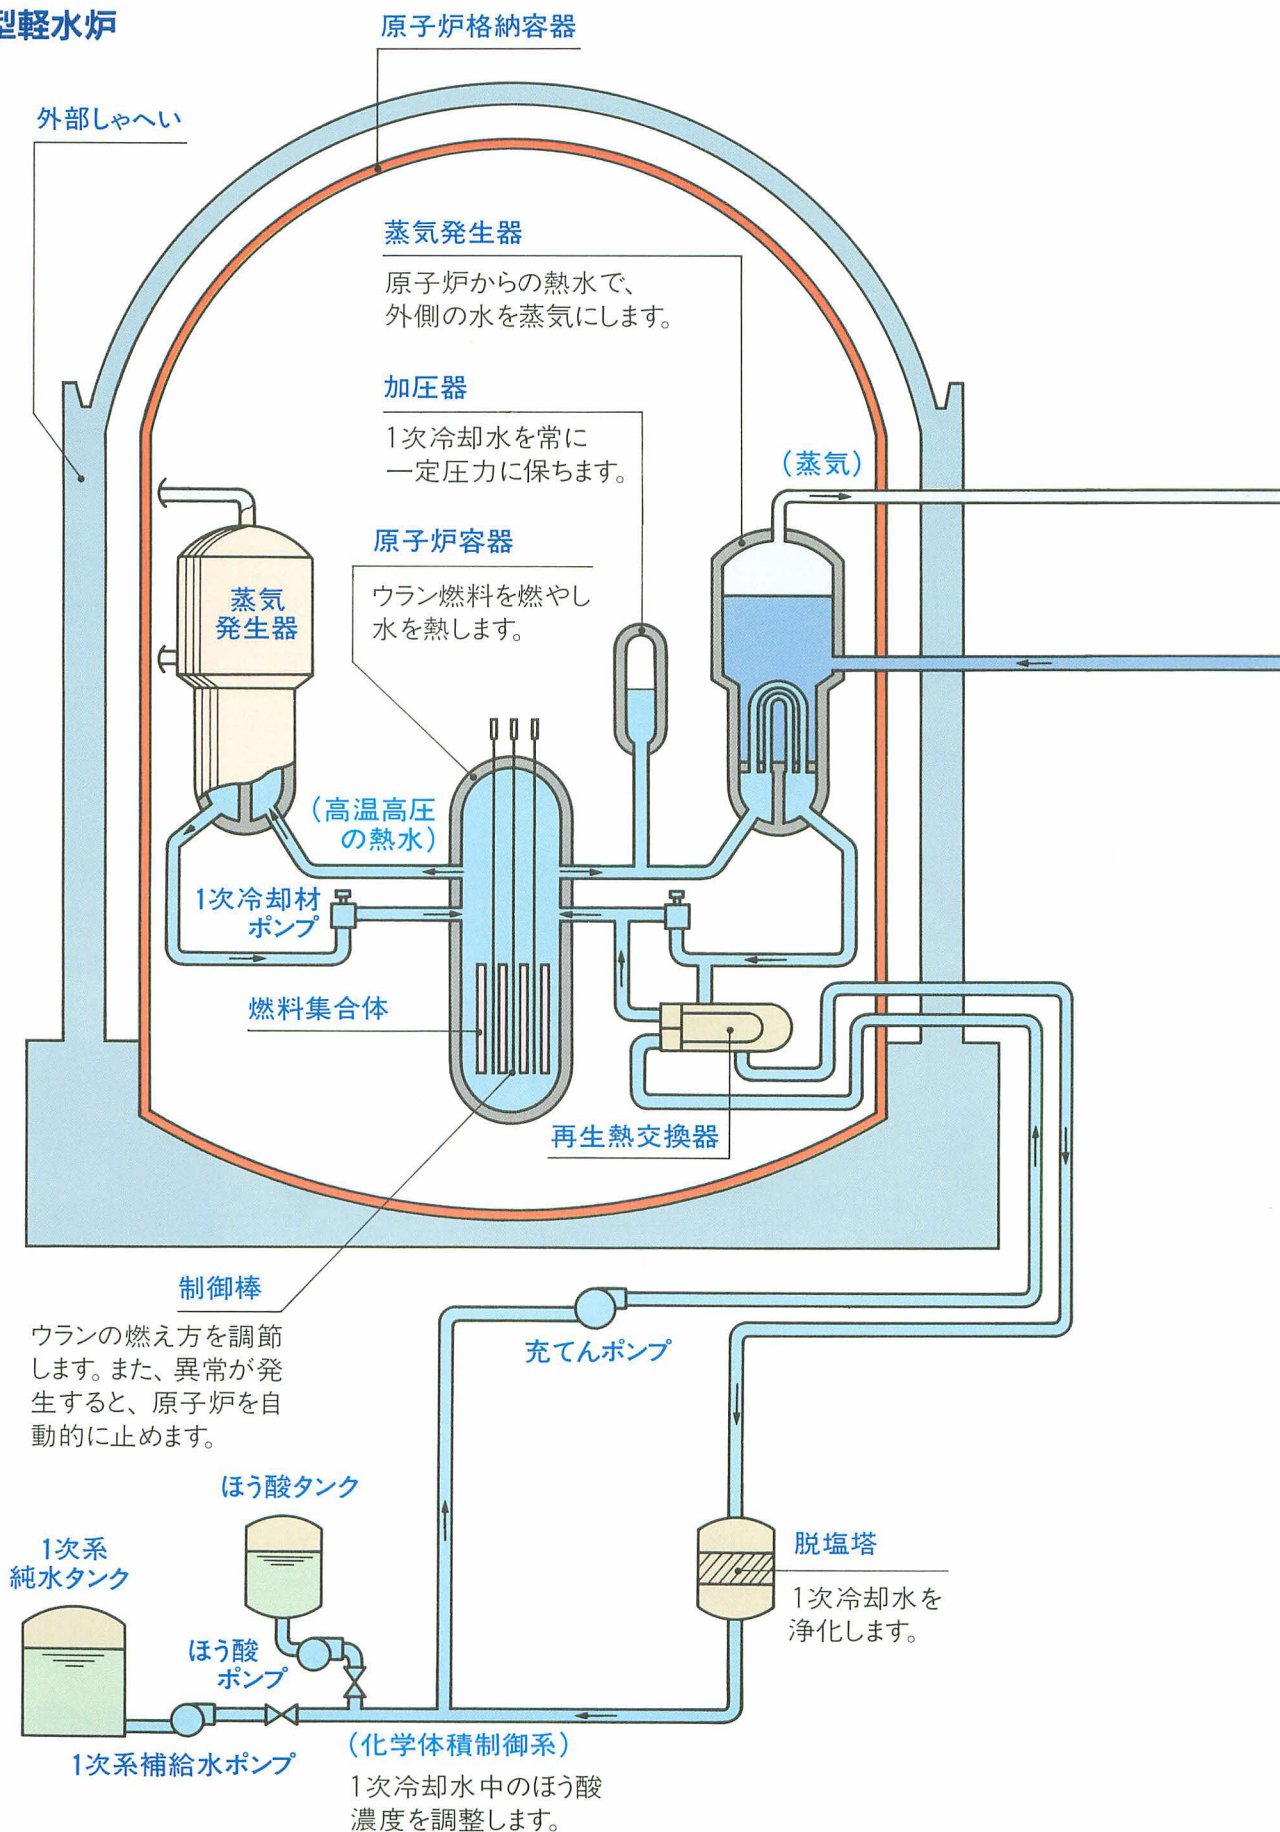 型軽水炉
原子炉格納容器
外部しゃへい
蒸気発生器
原子炉からの熱水で、
外側の水を蒸気にします。
加圧器
1次冷却水を常に
一定圧力に保ちます。
(蒸気)
原子炉容器
ウラン燃料を燃やし
水を熱します。
蒸気
発生器
(高温高圧
の熱水)
1次冷却材
ポンプ
燃料集合体
再生熱交換器
制御棒
ウランの燃え方を調節
します。また、異常が発
生すると、原子炉を自
動的に止めます。
充てんポンプ
ほう酸タンク
1次系
純水タンク
脱塩塔
1次冷却水を
浄化します。
ほう酸
ポンプ
1次系補給水ポンプ
(化学体積制御系)
1次冷却水中のほう酸
濃度を調整します。